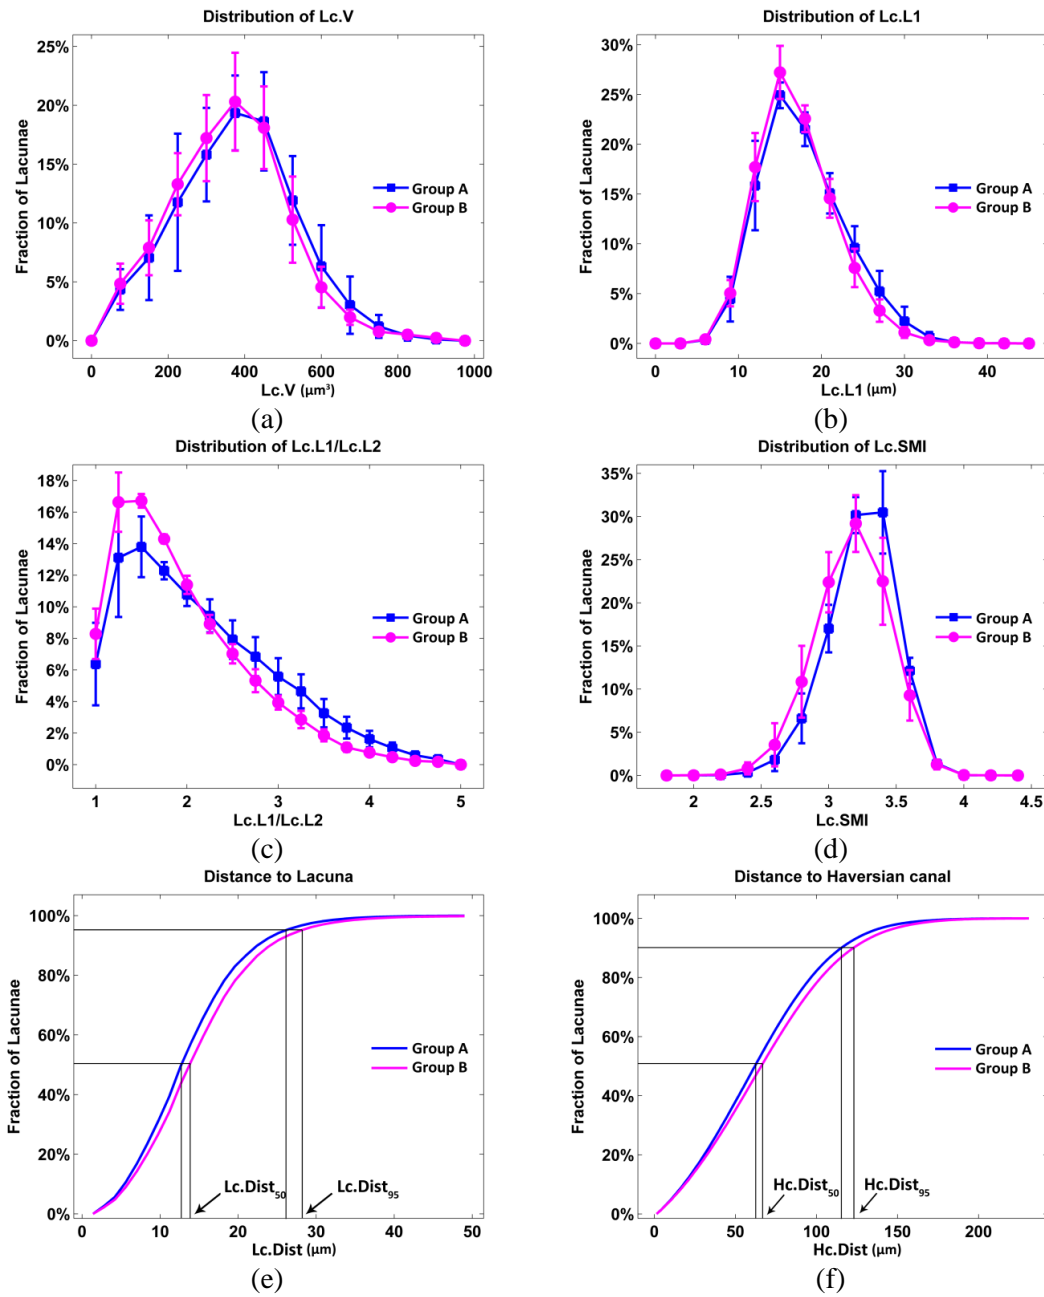 Distribution of Lc.V
25%
20%
15%
10%
5%
0%
Fraction of Lacunae
Group A
Group B
0 200 400 600 800 1000
Lc.V (μm³)
(a)
Distribution of Lc.L1
30%
25%
20%
15%
10%
5%
0%
Fraction of Lacunae
Group A
Group B
0 10 20 30 40
Lc.L1 (μm)
(b)
Distribution of Lc.L1/Lc.L2
18%
16%
14%
12%
10%
8%
6%
4%
2%
0%
Fraction of Lacunae
Group A
Group B
1 2 3 4 5
Lc.L1/Lc.L2
(c)
Distribution of Lc.SMI
35%
30%
25%
20%
15%
10%
5%
0%
Fraction of Lacunae
Group A
Group B
2 2.5 3 3.5 4 4.5
Lc.SMI
(d)
Distance to Lacuna
100%
80%
60%
40%
20%
0%
Fraction of Lacunae
Group A
Group B
Lc.Dist50
Lc.Dist95
0 10 20 30 40 50
Lc.Dist (μm)
(e)
Distance to Haversian canal
100%
80%
60%
40%
20%
0%
Fraction of Lacunae
Group A
Group B
Hc.Dist50
Hc.Dist95
0 50 100 150 200
Hc.Dist (μm)
(f)